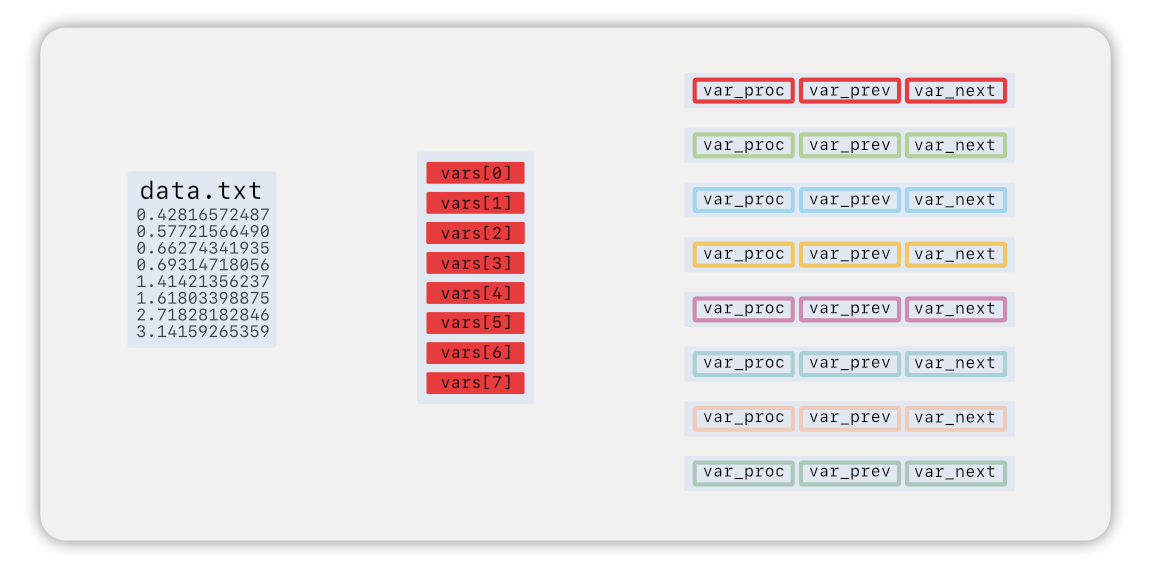 data.txt
0.42816572487
0.57721566490
0.66274341935
0.69314718056
1.41421356237
1.61803398875
2.71828182846
3.14159265359
vars[0]
vars[1]
vars[2]
vars[3]
vars[4]
vars[5]
vars[6]
vars[7]
var_proc var_prev var_next
var_proc var_prev var_next
var_proc var_prev var_next
var_proc var_prev var_next
var_proc var_prev var_next
var_proc var_prev var_next
var_proc var_prev var_next
var_proc var_prev var_next